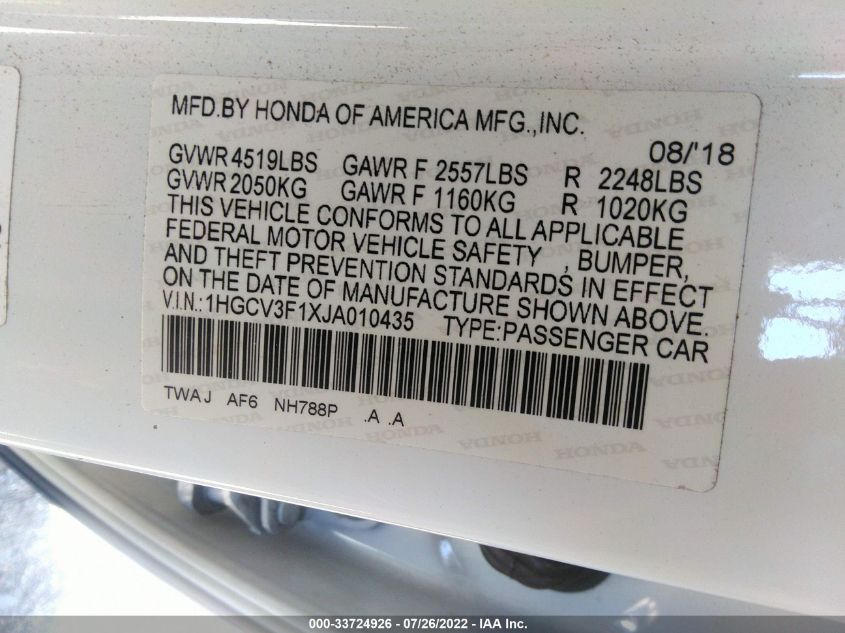 MFD.BY HONDA OF AMERICA MFG.,INC.
08/'18
GVWR 4519LBS GAWR F 2557LBS R 2248LBS
GVWR 2050KG GAWR F 1160KG R 1020KG
THIS VEHICLE CONFORMS TO ALL APPLICABLE
FEDERAL MOTOR VEHICLE SAFETY , BUMPER,
AND THEFT PREVENTION STANDARDS IN EFFECT
ON THE DATE OF MANUFACTURE SHOWN ABOVE.
V.I.N.:1HGCV3F1XJA010435 TYPE:PASSENGER CAR
TWAJ AF6 NH788P .A .A
000-33724926 / 07/26/2022 - IAA Inc.